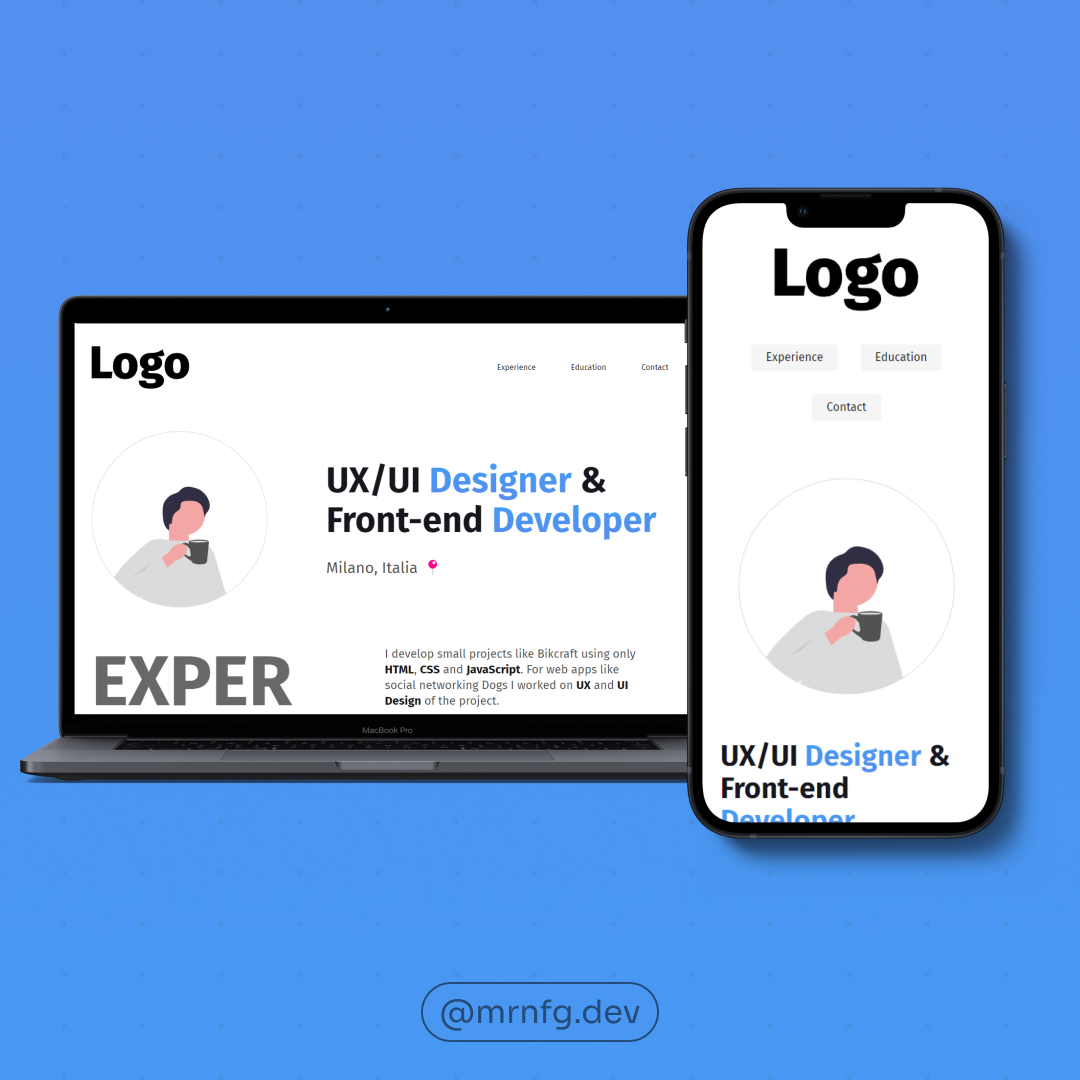 Logo
Experience Education Contact
UX/UI Designer &
Front-end Developer
Milano, Italia
EXPER
I develop small projects like Bikcraft using only
HTML, CSS and JavaScript. For web apps like
social networking Dogs I worked on UX and UI
Design of the project.
MacBook Pro
Logo
Experience Education
Contact
UX/UI Designer &
Front-end
Developer
@mrnfg.dev